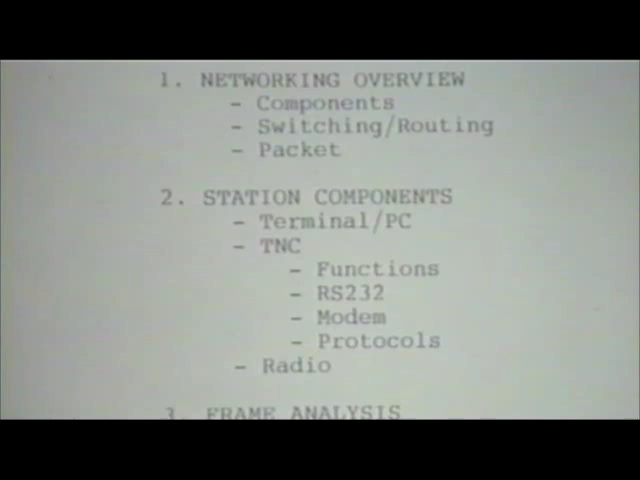 1. NETWORKING OVERVIEW
- Components
- Switching/Routing
- Packet
2. STATION COMPONENTS
- Terminal/PC
- TNC
- Functions
- RS232
- Modem
- Protocols
- Radio
3. FRAME ANALYSIS